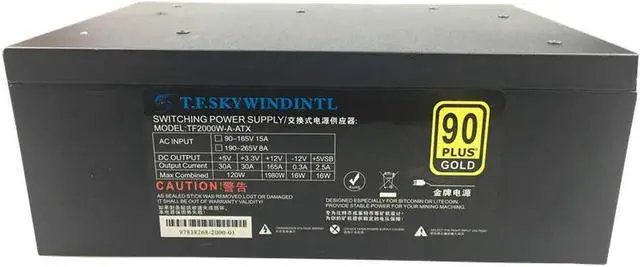 T.F.SKYWINDINTL
SWITCHING POWER SUPPLY/交换式电源供应器:
MODEL:TF2000W-A-ATX
AC INPUT □ 90-165V 15A
□ 190-265V 8A
DC OUTPUT +5V +3.3V +12V -12V +5VSB
Output Current 30A 30A 165A 0.3A 2.5A
Max Combined 120W 1980W 16W 16W
CAUTION!警告
AS SEALED STICK WAS REMOVED LOST OR DAMAGED
IT SHALL BE OUT OF WARRANTY VALIDITY!
97838268-2000-01
90
PLUS
GOLD
金牌电源
DESIGNED ESPECIALLY FOR BITCOINN OR LITECOIN.
PROVIDE STABLE POWER FOR YOUR MINING MACHINE.
HAZARDOUS VOLTAGE